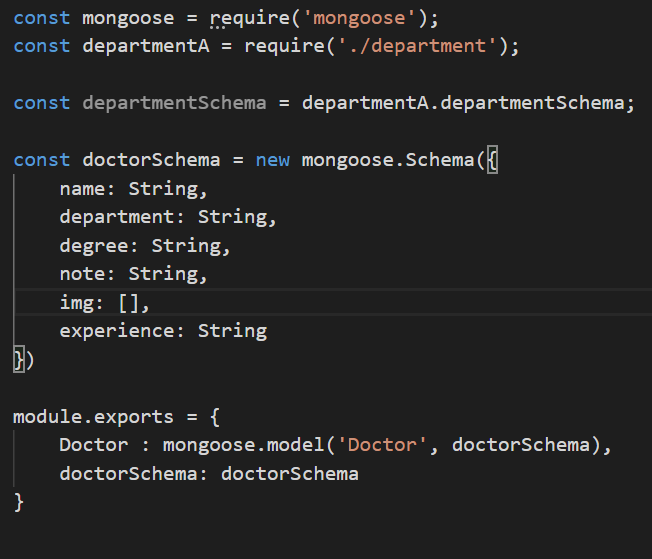 const mongoose = require('mongoose');
const departmentA = require('./department');
const departmentSchema = departmentA.departmentSchema;
const doctorSchema = new mongoose.Schema({
    name: String,
    department: String,
    degree: String,
    note: String,
    img: [],
    experience: String
})
module.exports = {
    Doctor : mongoose.model('Doctor', doctorSchema),
    doctorSchema: doctorSchema
}